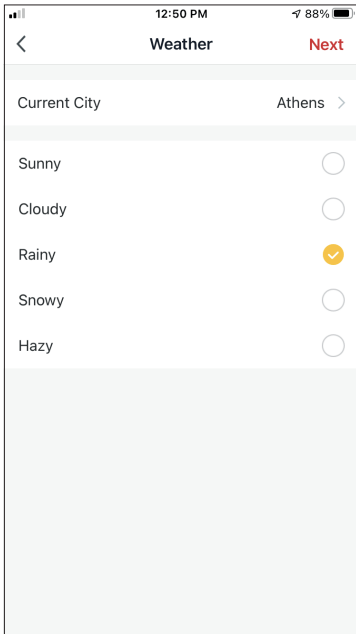 12:50 PM 88%
Weather Next
Current City Athens
Sunny
Cloudy
Rainy
Snowy
Hazy